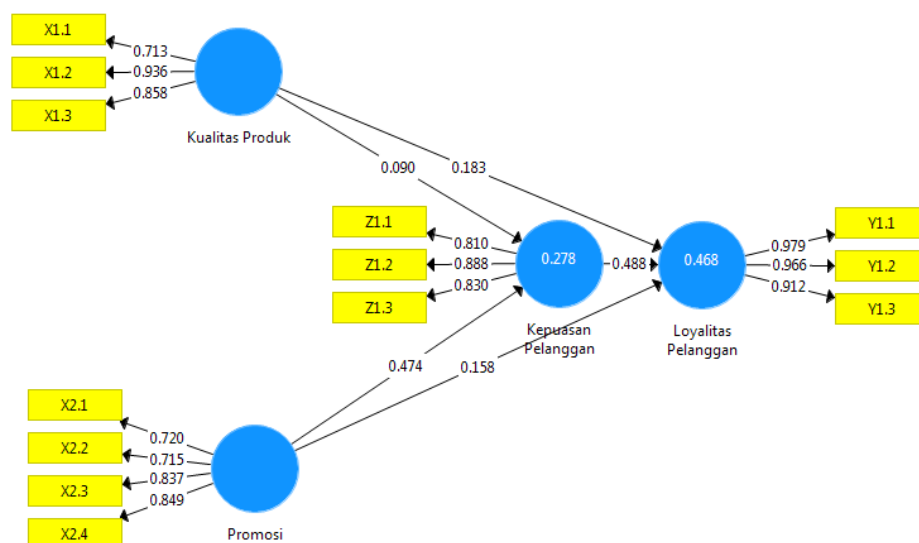 X1.1
0.713
X1.2
0.936
X1.3
0.858
Kualitas Produk
0.090
0.183
Z1.1
0.810
Z1.2
0.888
Z1.3
0.830
0.278
0.488
0.468
Kepuasan
Pelanggan
Loyalitas
Pelanggan
0.979
Y1.1
0.966
Y1.2
0.912
Y1.3
0.474
0.158
X2.1
0.720
X2.2
0.715
X2.3
0.837
X2.4
0.849
Promosi